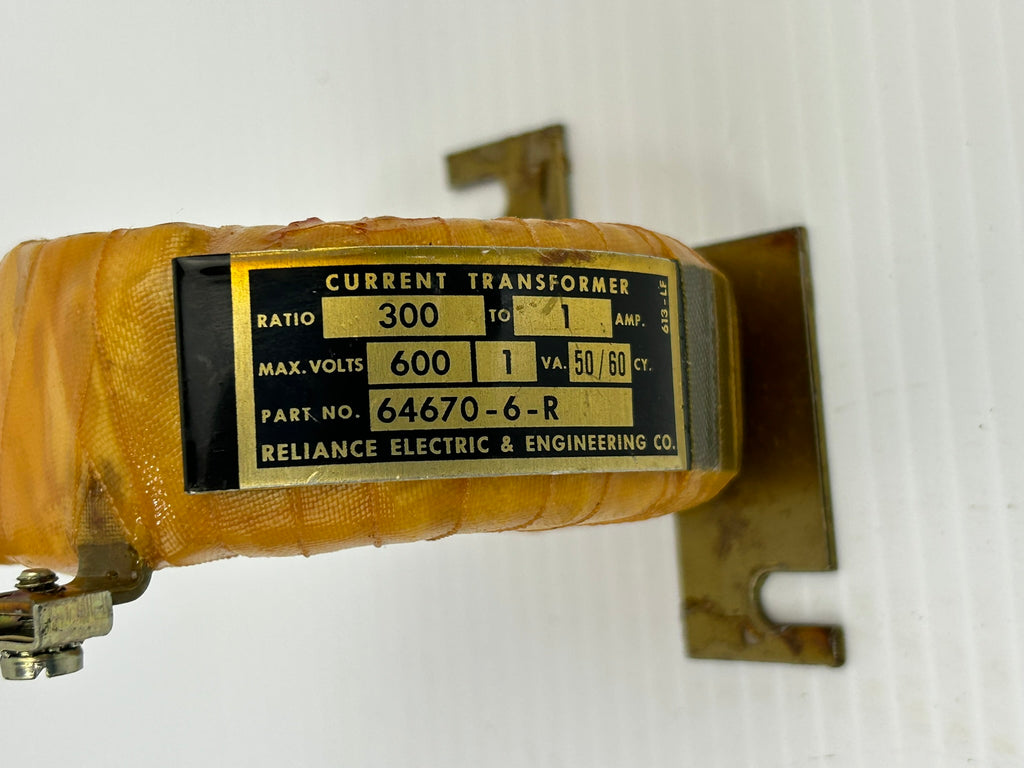 CURRENT TRANSFORMER
RATIO 300 TO 1 AMP.
MAX. VOLTS 600 1 VA. 50/60 CY.
PART NO. 64670-6-R
RELIANCE ELECTRIC & ENGINEERING CO.
613-LF